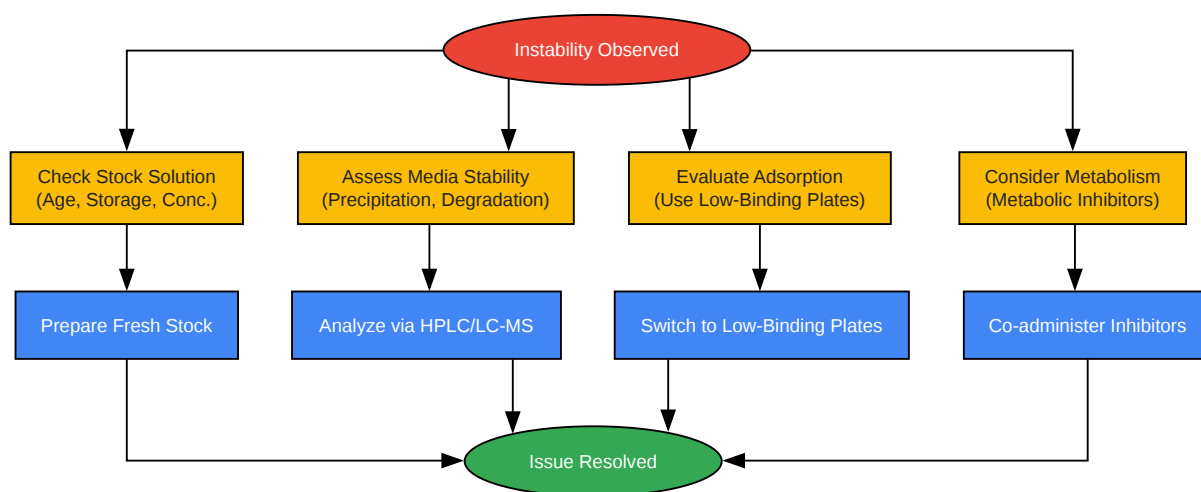 Instability Observed
Check Stock Solution
(Age, Storage, Conc.)
Assess Media Stability
(Precipitation, Degradation)
Evaluate Adsorption
(Use Low-Binding Plates)
Consider Metabolism
(Metabolic Inhibitors)
Prepare Fresh Stock
Analyze via HPLC/LC-MS
Switch to Low-Binding Plates
Co-administer Inhibitors
Issue Resolved